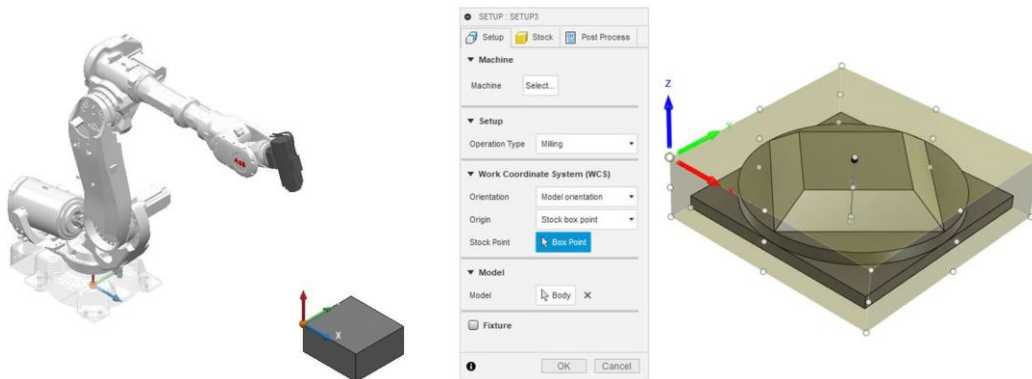 ABB
X
SETUP : SETUP3
Setup Stock Post Process
Machine
Machine Select...
Setup
Operation Type Milling
Work Coordinate System (WCS)
Orientation Model orientation
Origin Stock box point
Stock Point Box Point
Model
Model Body
Fixture
OK Cancel
Z
Y
X